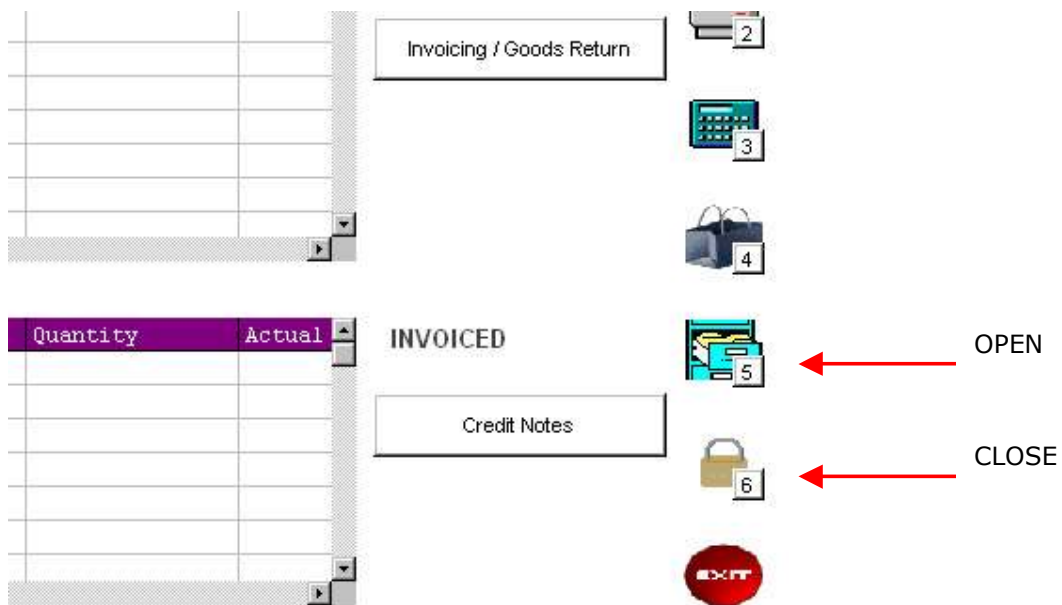 2
Invoicing / Goods Return
3
4
Quantity Actual
INVOICED
OPEN
5
Credit Notes
CLOSE
6
EXIT